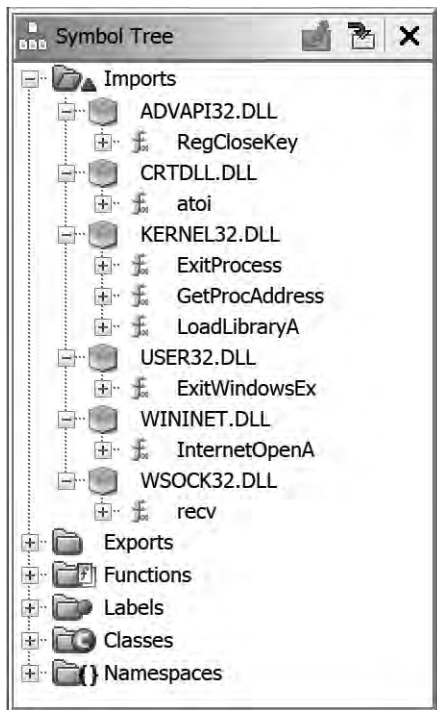 Symbol Tree
Imports
ADVAPI32.DLL
RegCloseKey
CRTDLL.DLL
atoi
KERNEL32.DLL
ExitProcess
GetProcAddress
LoadLibraryA
USER32.DLL
ExitWindowsEx
WININET.DLL
InternetOpenA
WSOCK32.DLL
recv
Exports
Functions
Labels
Classes
Namespaces